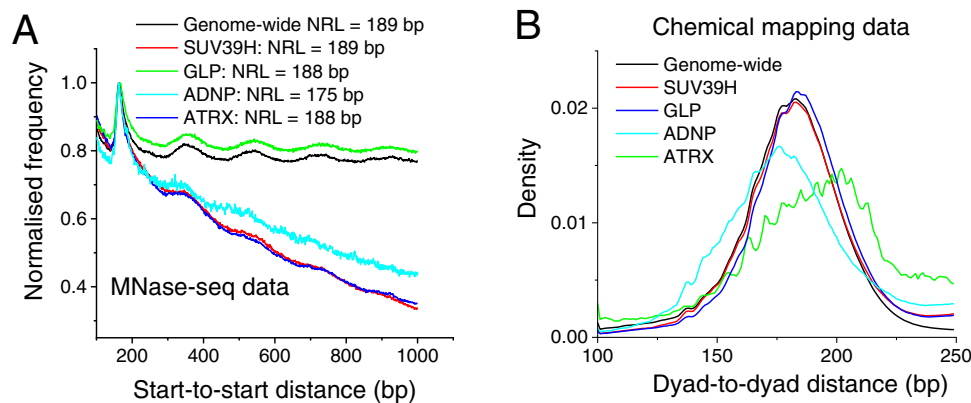 A
Genome-wide NRL = 189 bp
SUV39H: NRL = 189 bp
GLP: NRL = 188 bp
ADNP: NRL = 175 bp
ATRX: NRL = 188 bp
1.0
0.8
0.6
0.4
Normalised frequency
MNase-seq data
200 400 600 800 1000
Start-to-start distance (bp)
B
Chemical mapping data
Genome-wide
SUV39H
GLP
ADNP
ATRX
0.02
0.01
0.00
Density
100 150 200 250
Dyad-to-dyad distance (bp)